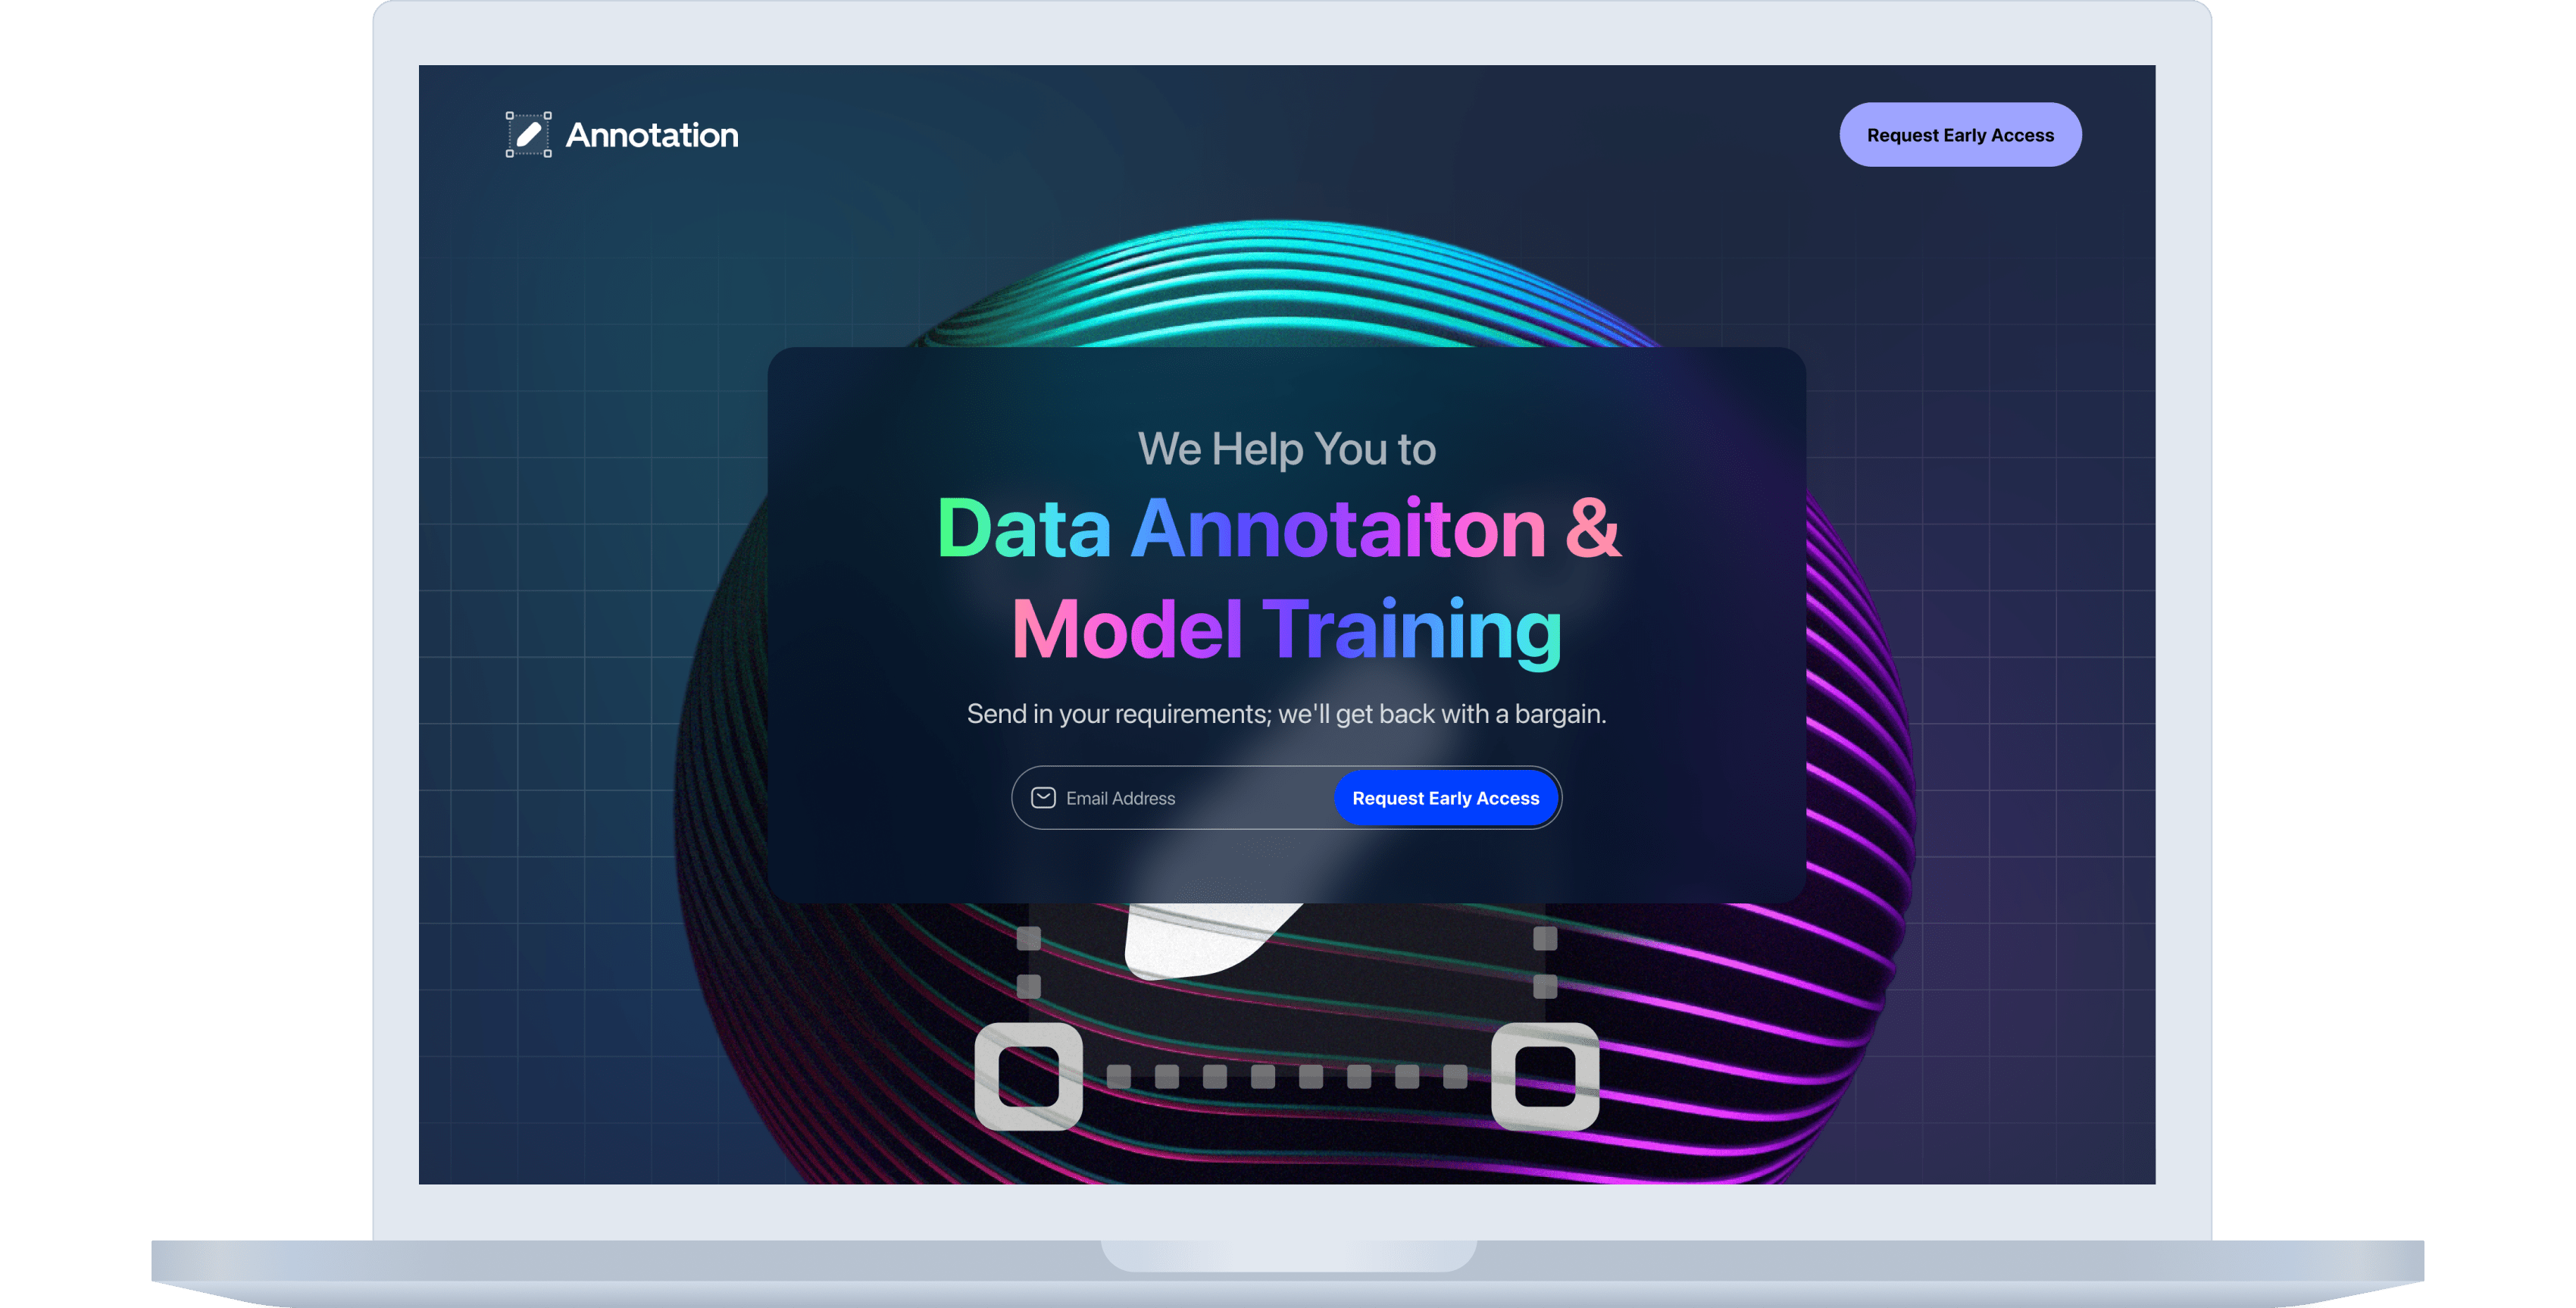 Annotation
Request Early Access
We Help You to
Data Annotaiton &
Model Training
Send in your requirements; we'll get back with a bargain.
Email Address
Request Early Access